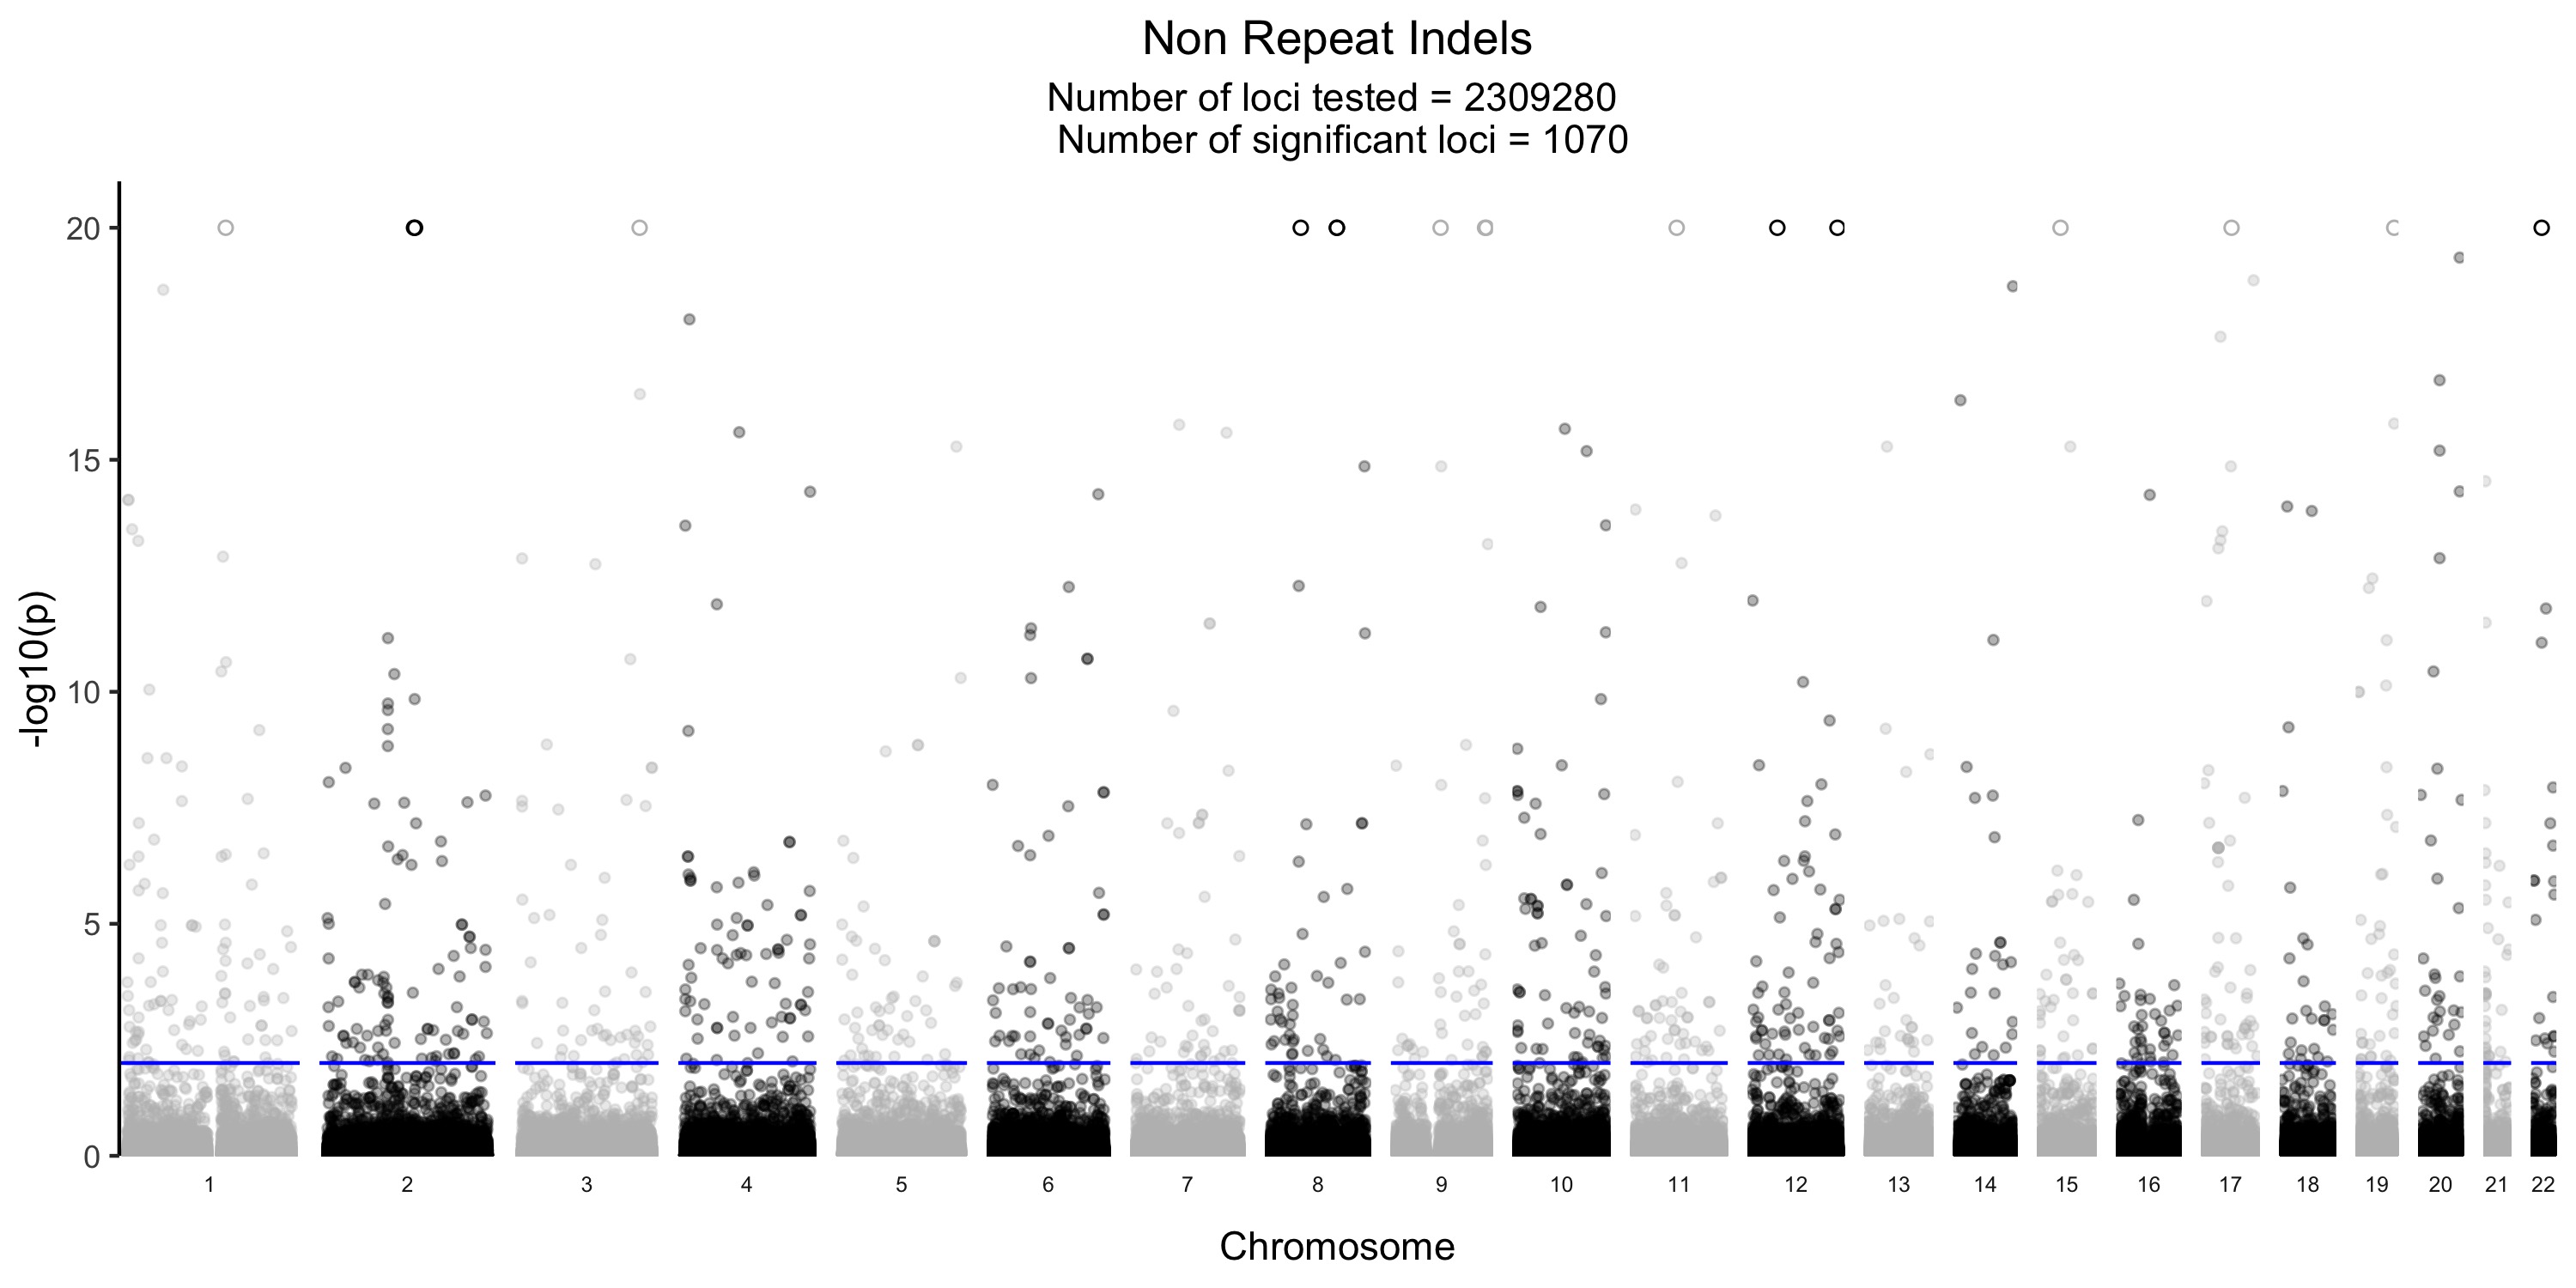 Non Repeat Indels
Number of loci tested = 2309280
Number of significant loci = 1070
20
15
10
5
0
-log10(p)
1 2 3 4 5 6 7 8 9 10 11 12 13 14 15 16 17 18 19 20 21 22
Chromosome